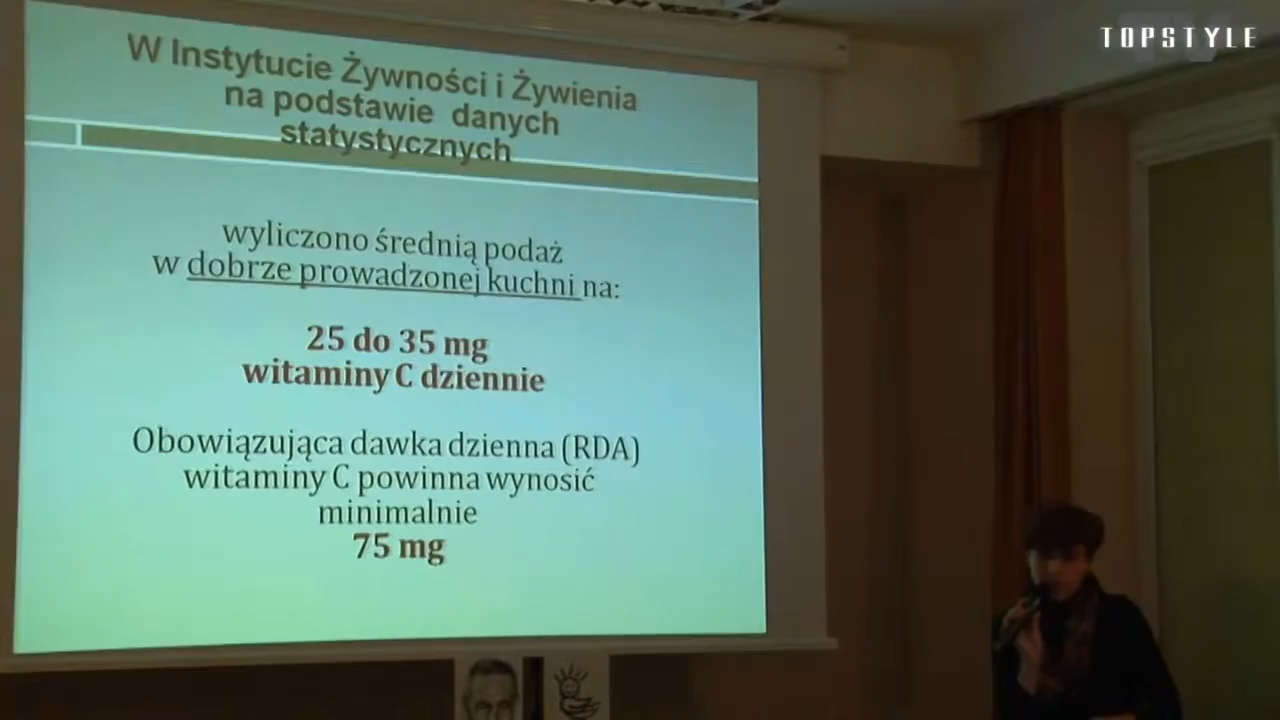 TOPSTYLE
W Instytucie Żywności i Żywienia
na podstawie danych
statystycznych
wyliczono średnią podaż
w dobrze prowadzonej kuchni na:
25 do 35 mg
witaminy C dziennie
Obowiązująca dawka dzienna (RDA)
witaminy C powinna wynosić
minimalnie
75 mg